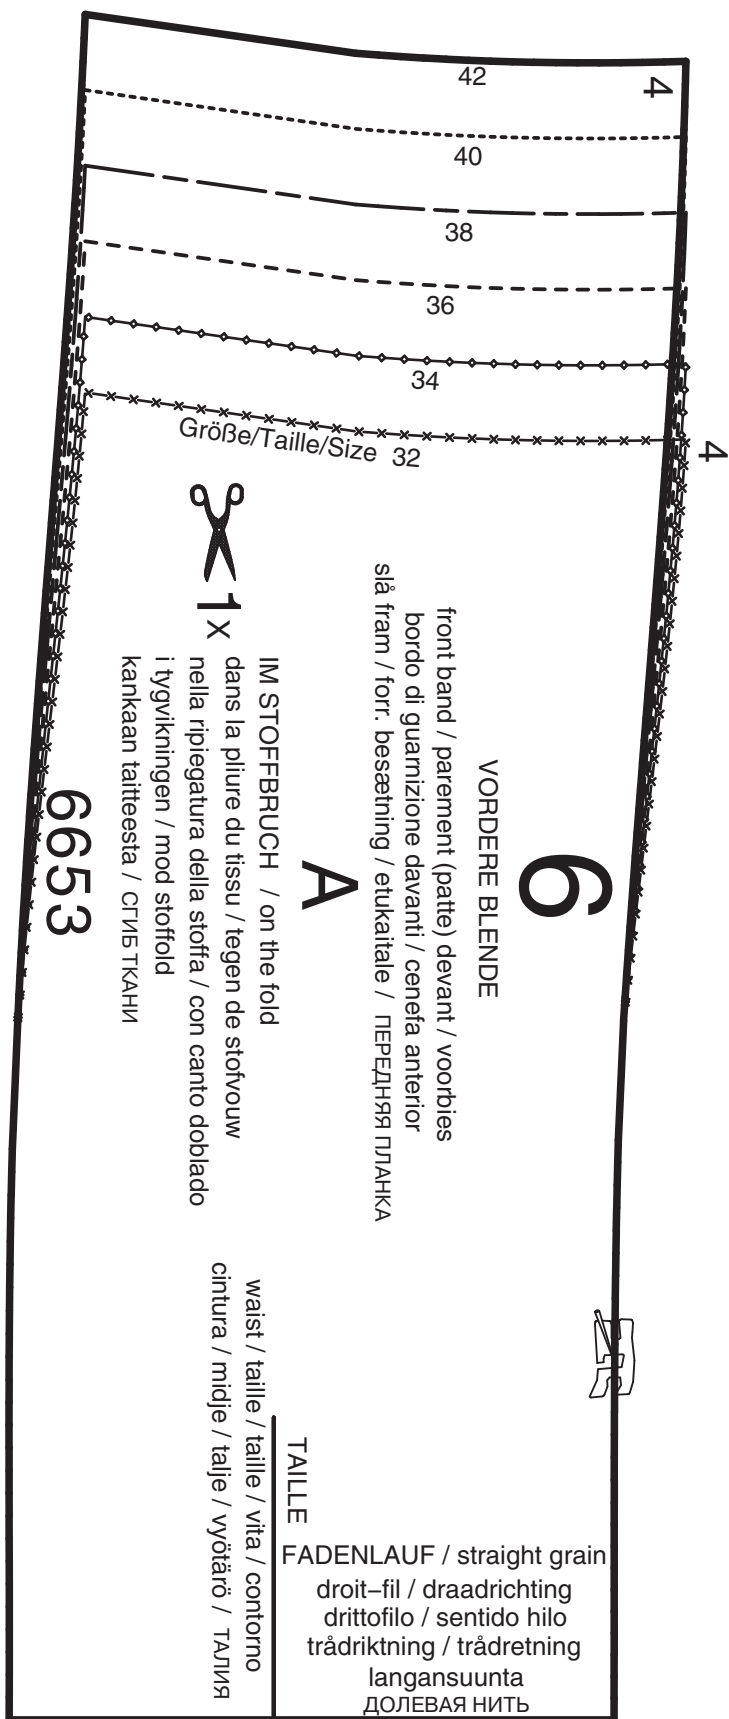 42
4
40
38
36
34
Größe/Taille/Size 32
4
1x
6
VORDERE BLENDE
front band / parement (patte) devant / voorbies
bordo di guarnizione davanti / cenefa anterior
slå fram / forr. besætning / etukaitale / ПЕРЕДНЯЯ ПЛАНКА
A
IM STOFFBRUCH / on the fold
dans la pliure du tissu / tegen de stofvouw
nella ripiegatura della stoffa / con canto doblado
i tygvikningen / mod stoffold
kankaan taitteesta / СГИБ ТКАНИ
6653
TAILLE
waist / taille / taille / vita / contorno
cintura / midje / talje / vyötärö / ТАЛИЯ
FADENLAUF / straight grain
droit–fil / draadrichting
drittofilo / sentido hilo
trådriktning / trådretning
langansuunta
ДОЛЕВАЯ НИТЬ